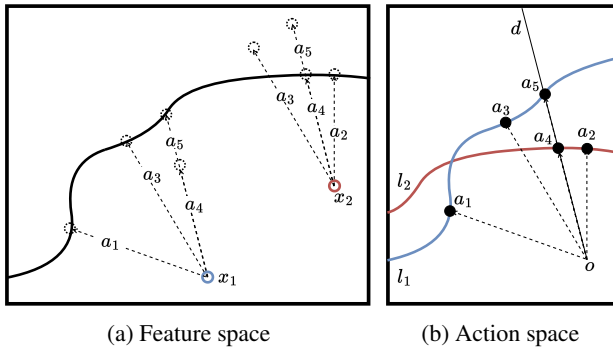 a₅
a₃
a₄
a₂
a₅
a₃
a₄
x₂
a₁
x₁
d
a₅
a₃
a₄
a₂
l₂
a₁
o
l₁
(a) Feature space
(b) Action space